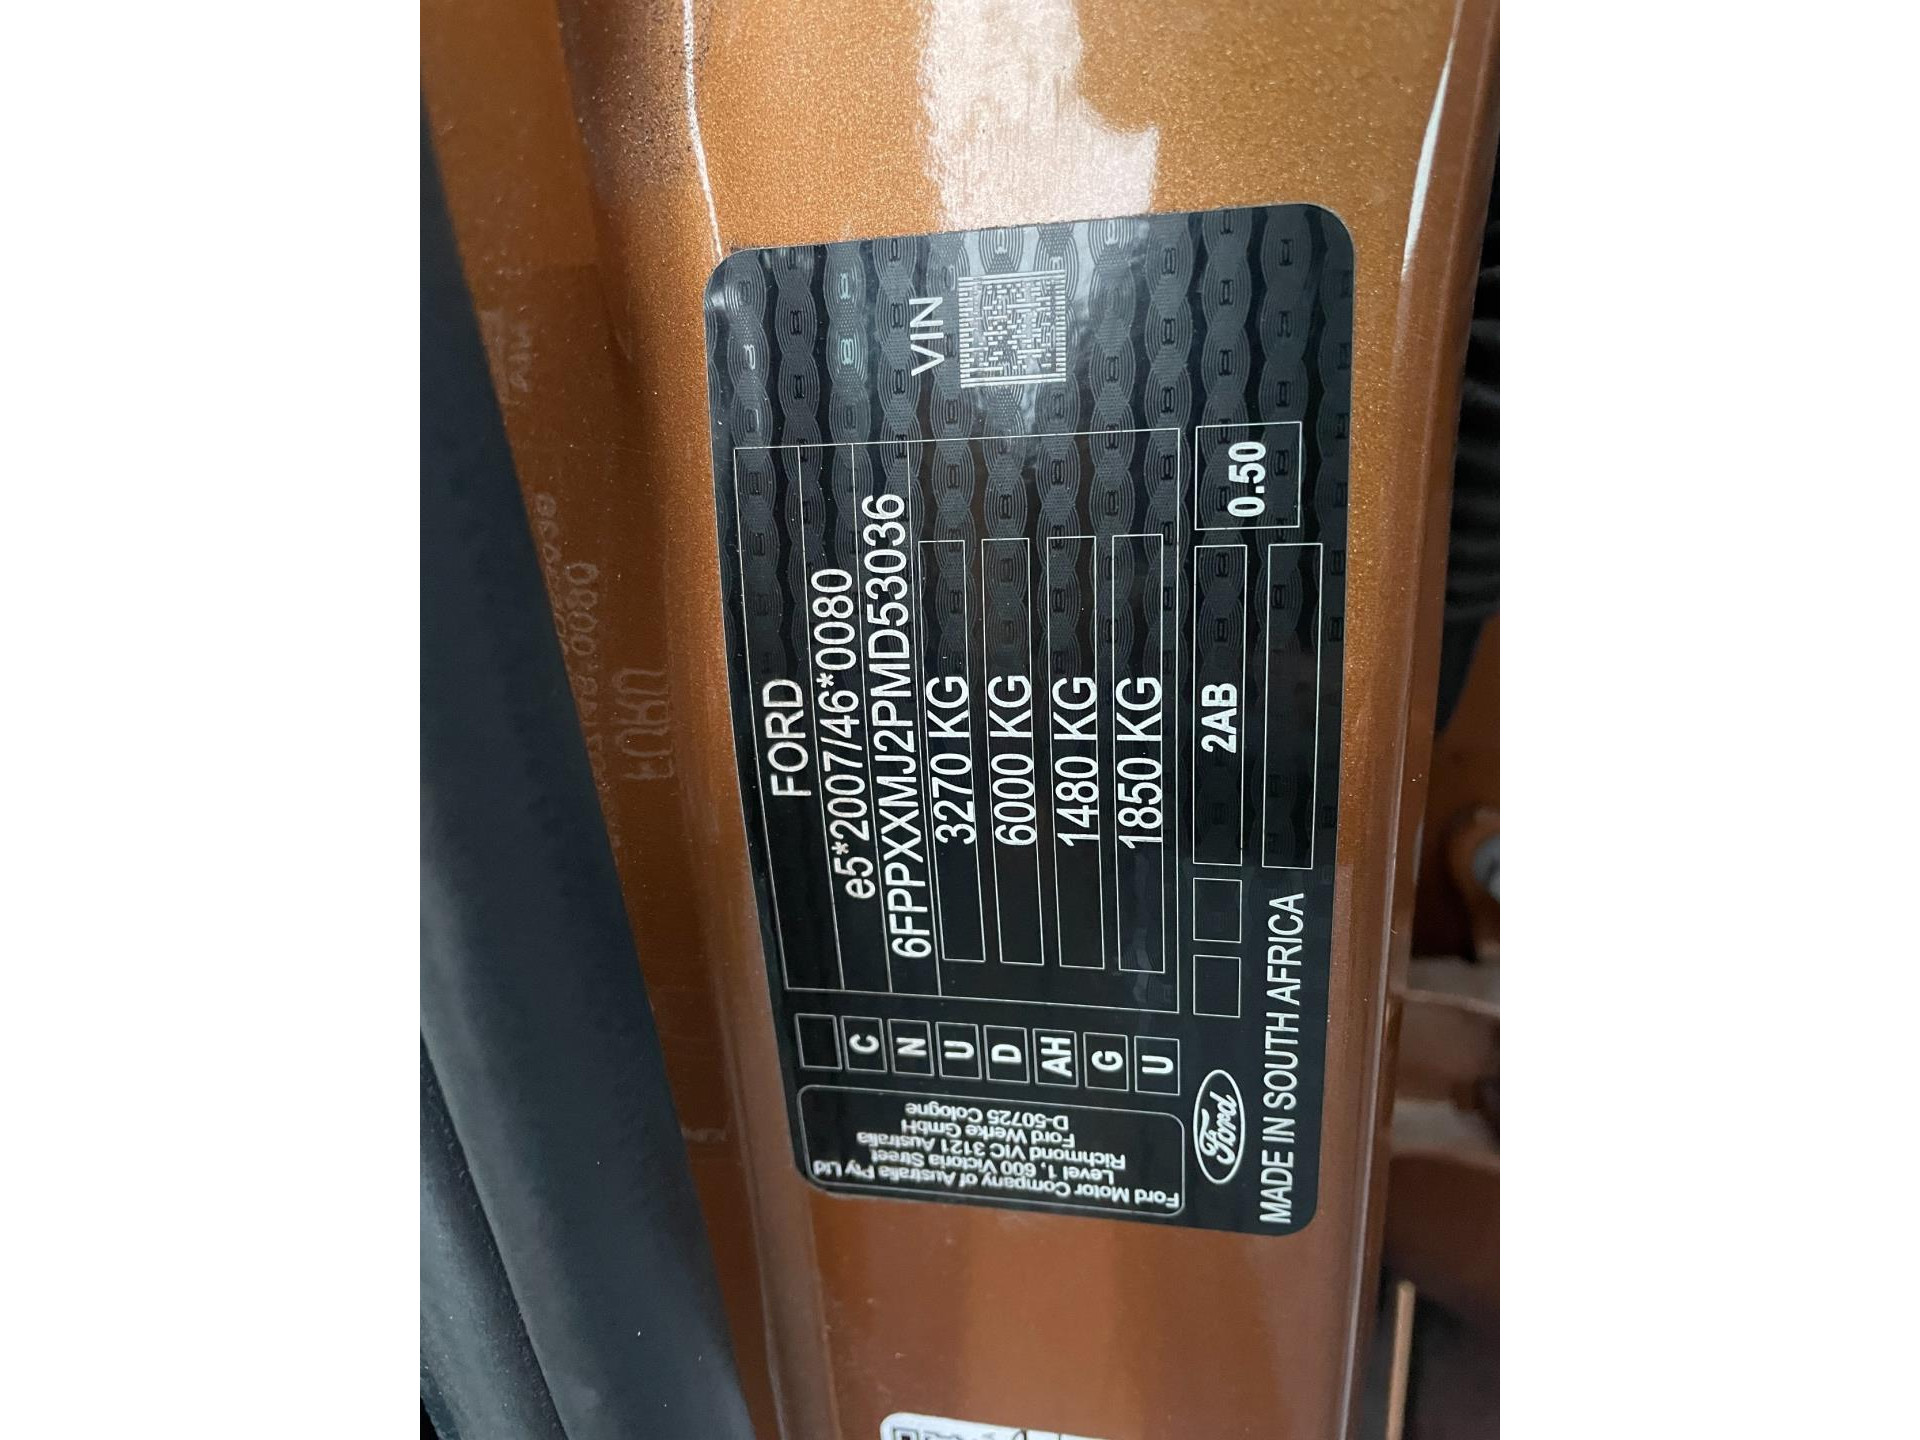 FORD
e5*2007/46*0080
6FPPXXMJ2PMD53036
3270 KG
6000 KG
1480 KG
1850 KG
VIN
C
N
U
D
AH
G
U
Ford Motor Company of Australia Pty Ltd
Level 1, 600 Victoria Street
Richmond VIC 3121 Australia
Ford Werke GmbH
D-50725 Cologne
2AB
0.50
Ford
MADE IN SOUTH AFRICA